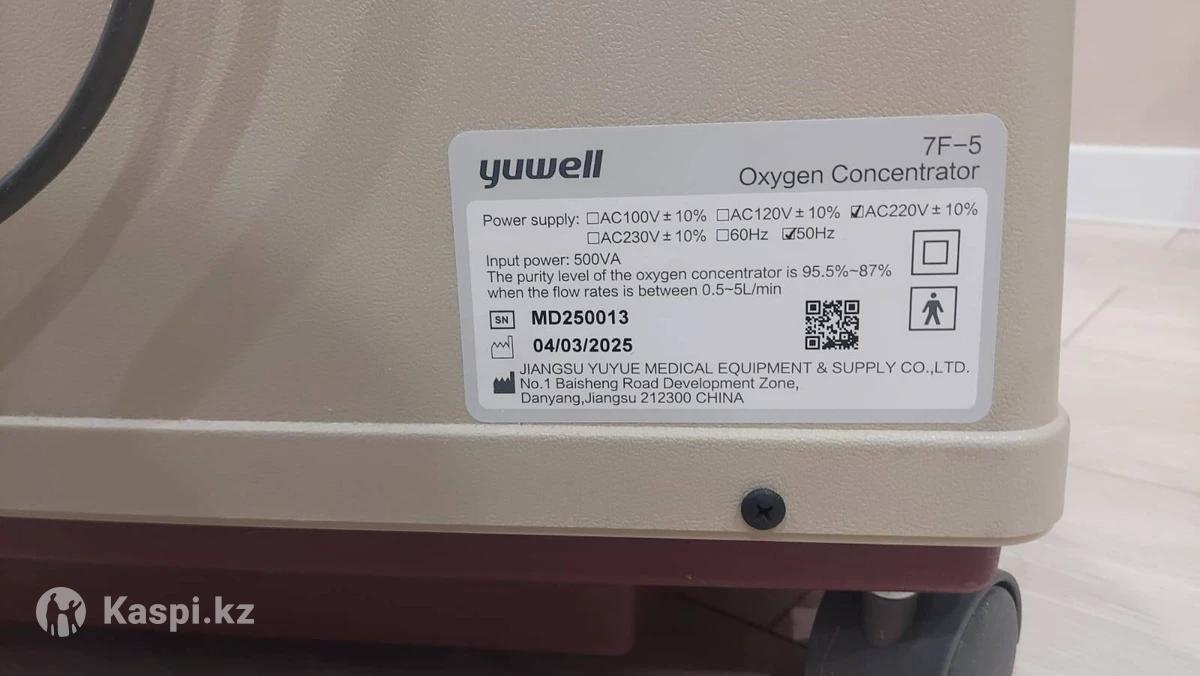 yuwell
7F-5
Oxygen Concentrator
Power supply: ☐AC100V ± 10% ☐AC120V ± 10% ☑AC220V ± 10%
☐AC230V ± 10% ☐60Hz ☑50Hz
Input power: 500VA
The purity level of the oxygen concentrator is 95.5%~87%
when the flow rates is between 0.5~5L/min
SN MD250013
04/03/2025
JIANGSU YUYUE MEDICAL EQUIPMENT & SUPPLY CO.,LTD.
No.1 Baisheng Road Development Zone,
Danyang,Jiangsu 212300 CHINA
Kaspi.kz